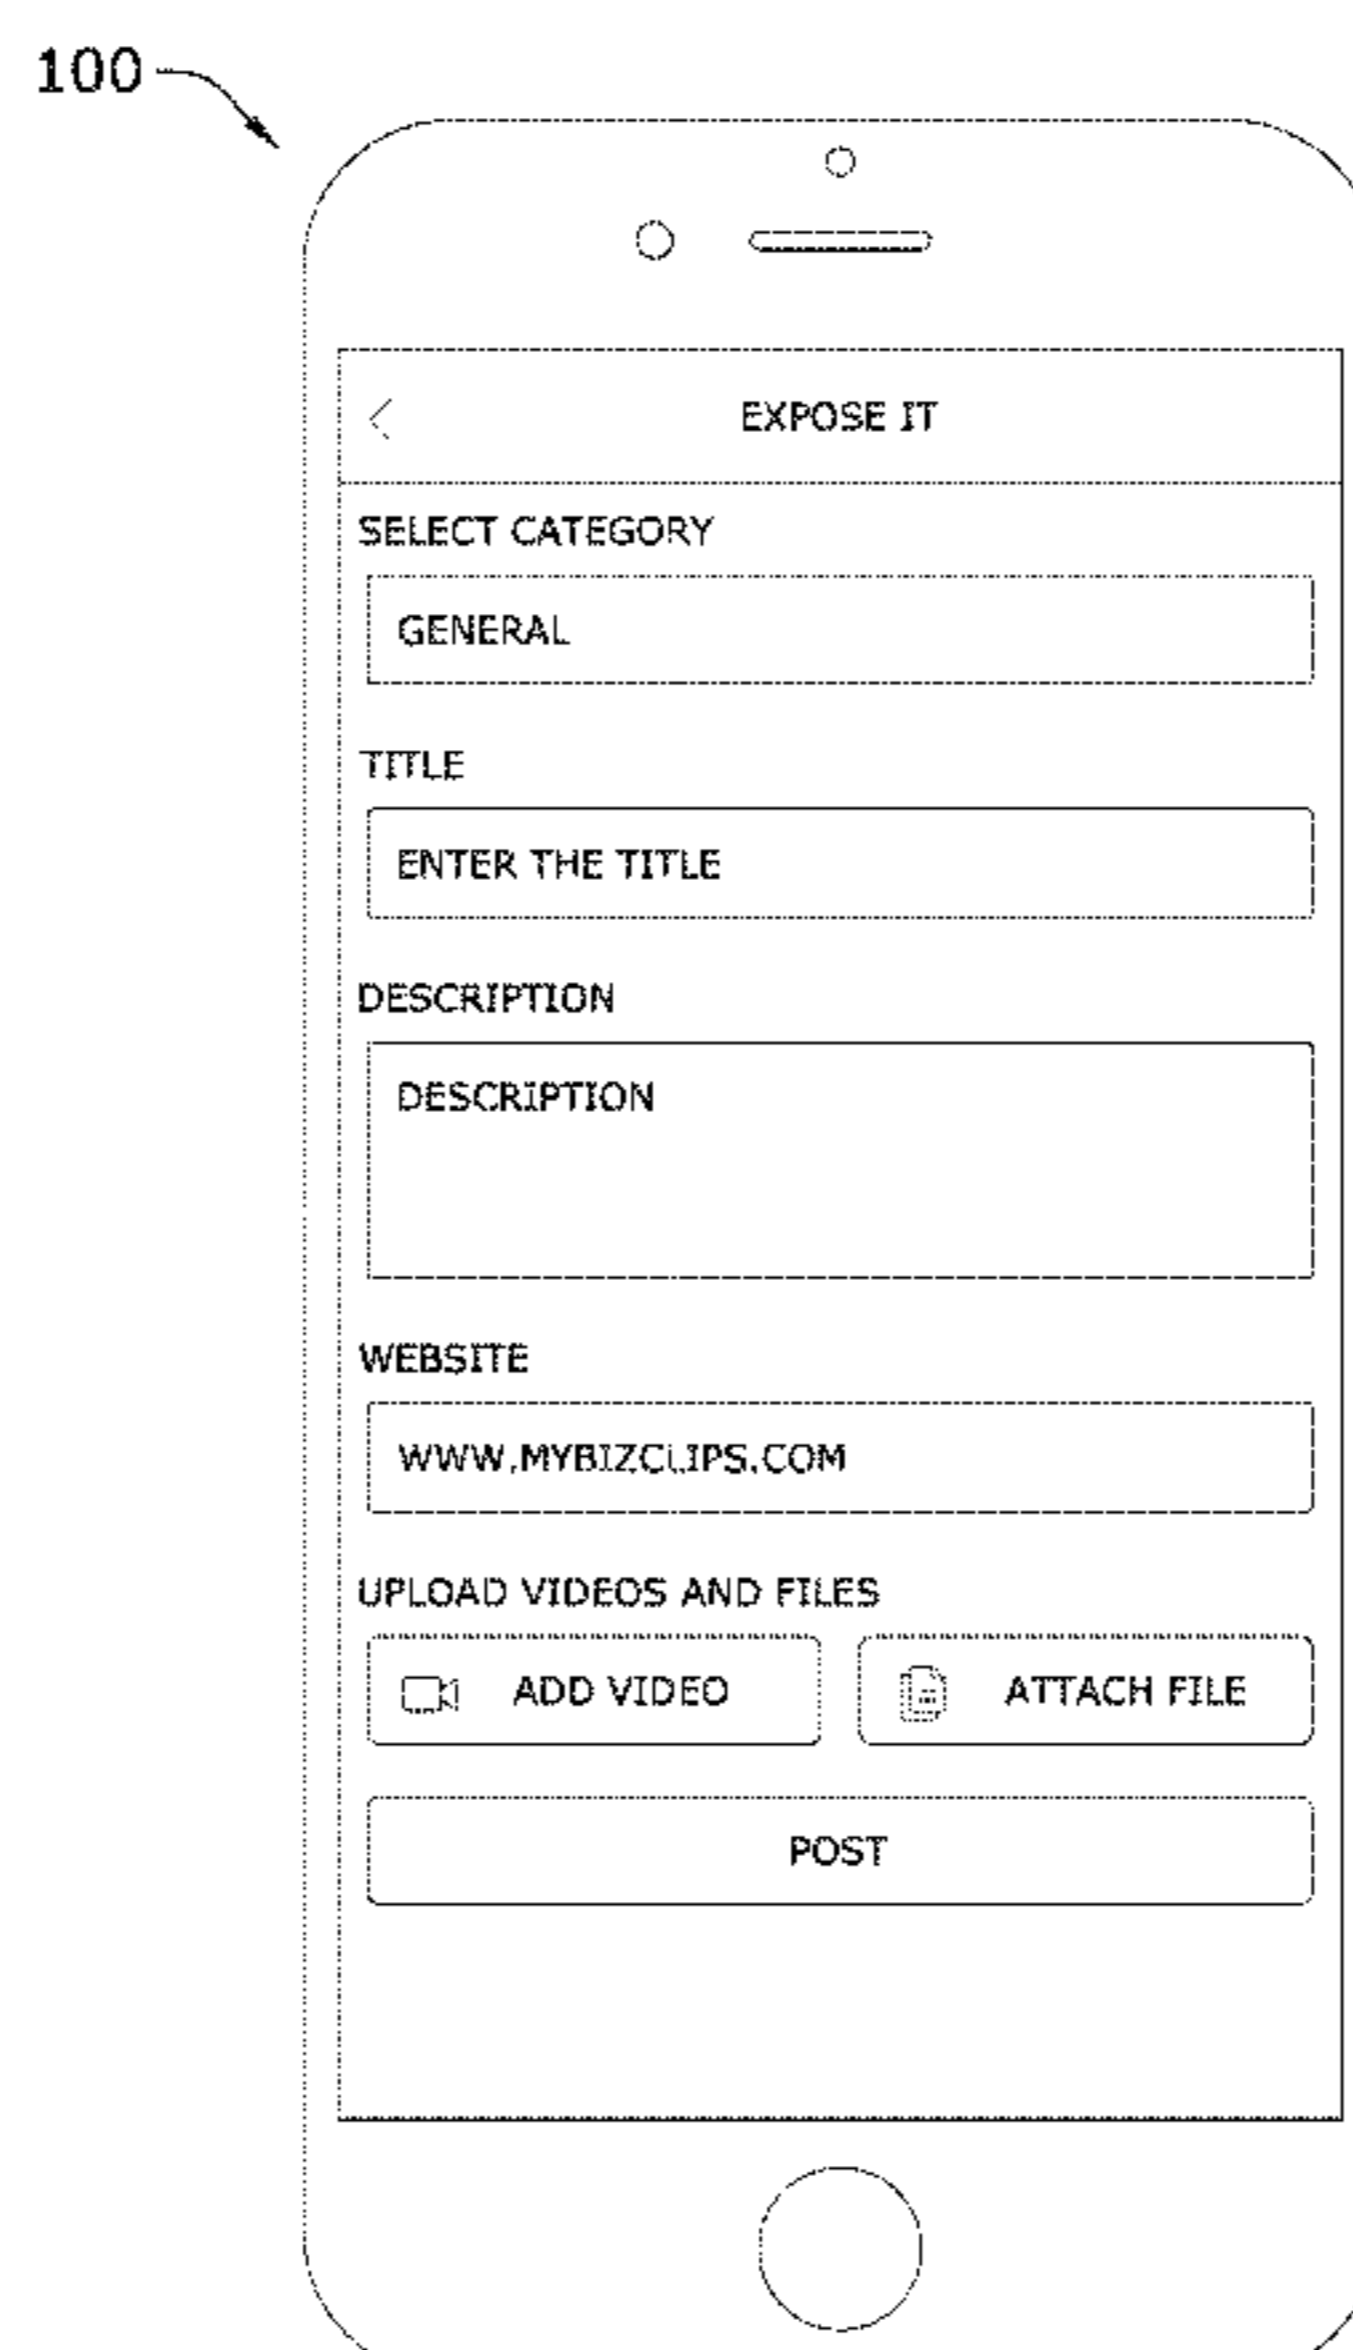 100
EXPOSE IT
SELECT CATEGORY
GENERAL
TITLE
ENTER THE TITLE
DESCRIPTION
DESCRIPTION
WEBSITE
WWW.MYBIZCLIPS.COM
UPLOAD VIDEOS AND FILES
ADD VIDEO ATTACH FILE
POST